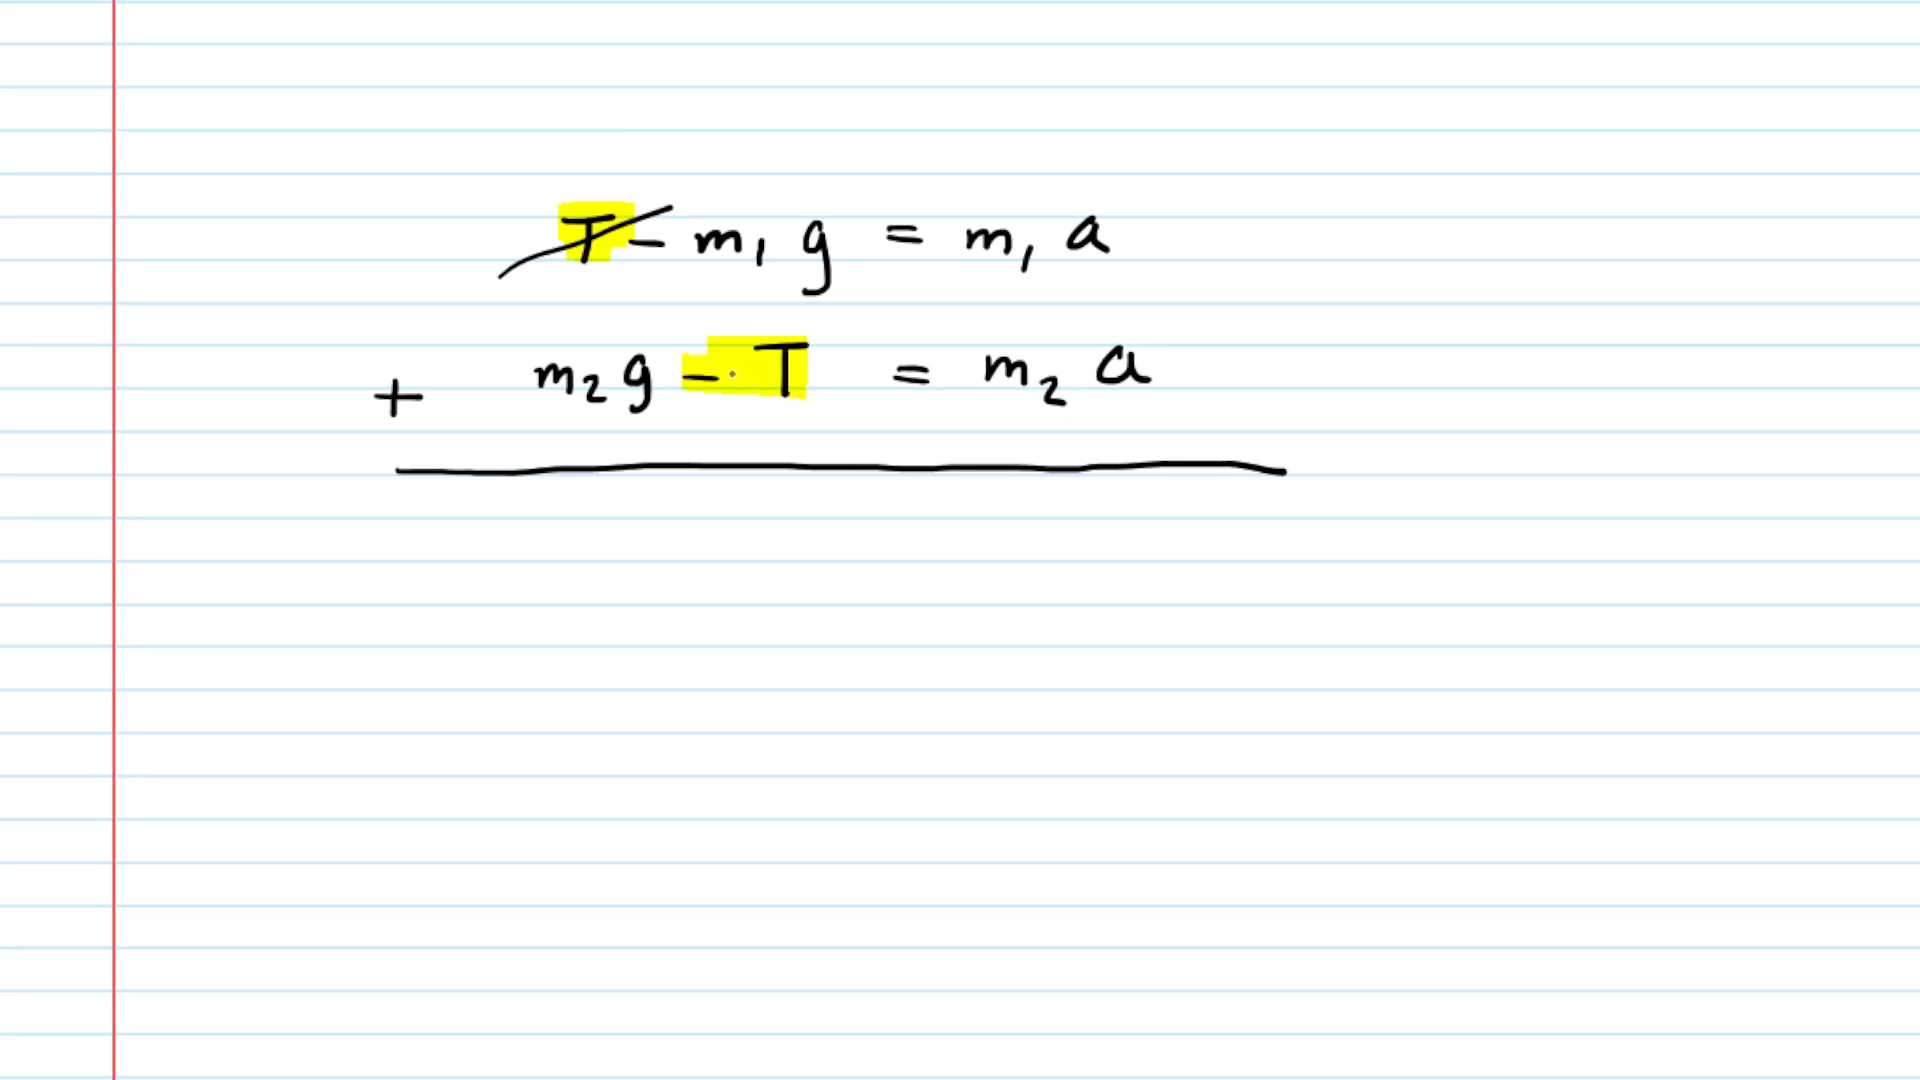 T - m₁ g = m₁ a
+ m₂ g - T = m₂ a